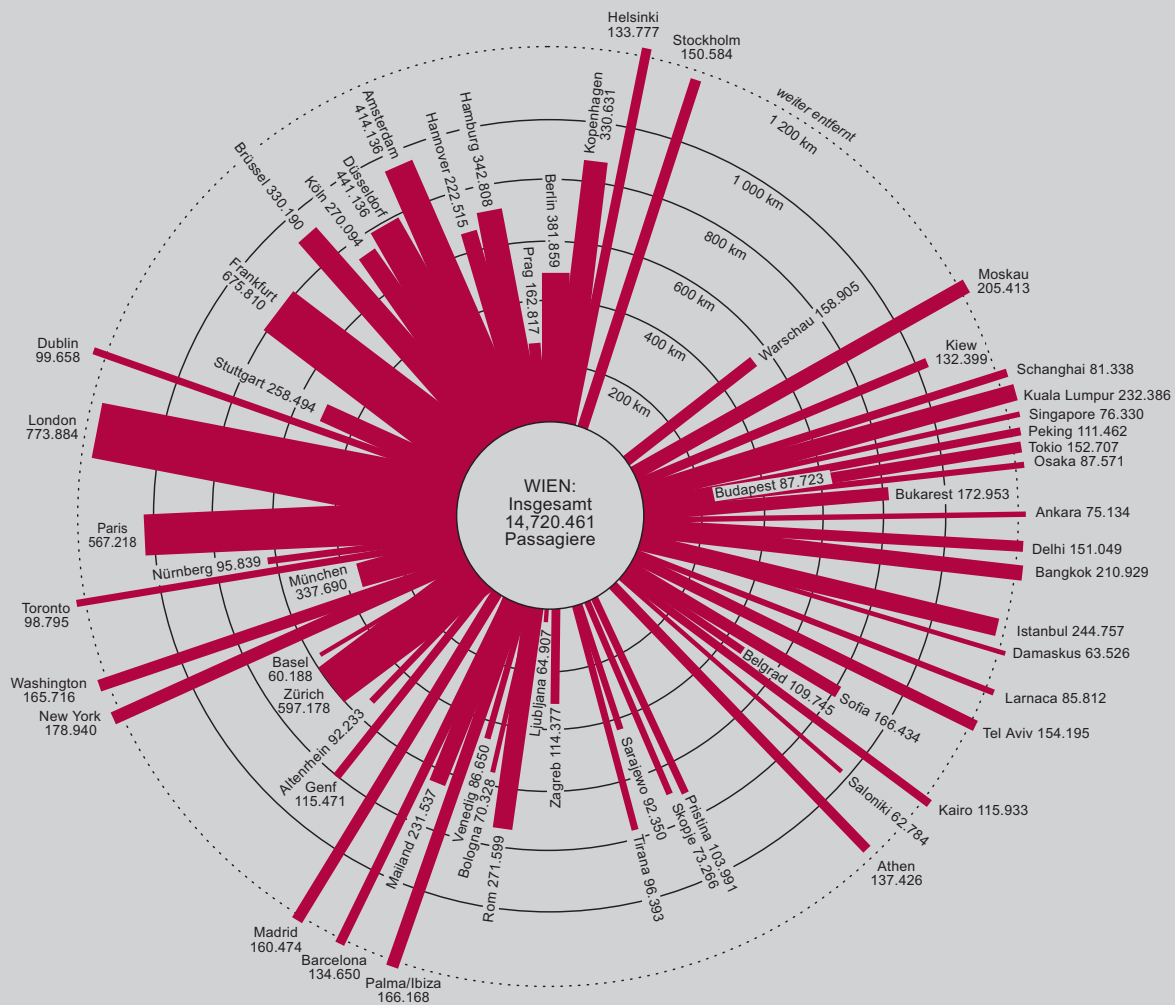 Helsinki
133.777
Stockholm
150.584
weiter entfernt
1 200 km
1 000 km
800 km
600 km
400 km
200 km
Kopenhagen
330.631
Berlin 381.859
Prag 162.817
Hamburg 342.808
Hannover 222.515
Amsterdam
414.136
Düsseldorf
441.136
Köln 270.094
Brüssel 330.190
Frankfurt
675.810
Dublin
99.658
Stuttgart 258.494
London
773.884
Paris
567.218
Nürnberg 95.839
München
337.690
Toronto
98.795
Washington
165.716
New York
178.940
Basel
60.188
Zürich
597.178
Altenrhein 92.233
Genf
115.471
Madrid
160.474
Barcelona
134.650
Mailand 231.537
Palma/Ibiza
166.168
Venedig 86.650
Bologna 70.328
Rom 271.599
Ljubljana 64.907
Zagreb 114.377
Sarajewo 92.350
Tirana 96.393
Skopje 73.266
Pristina 103.991
Athen
137.426
Saloniki 62.784
Kairo 115.933
Belgrad 109.745
Sofia 166.434
Tel Aviv 154.195
Larnaca 85.812
Damaskus 63.526
Istanbul 244.757
Bangkok 210.929
Delhi 151.049
Ankara 75.134
Bukarest 172.953
Budapest 87.723
Osaka 87.571
Tokio 152.707
Peking 111.462
Singapore 76.330
Kuala Lumpur 232.386
Schanghai 81.338
Kiew
132.399
Moskau
205.413
Warschau 158.905
WIEN:
Insgesamt
14,720.461
Passagiere